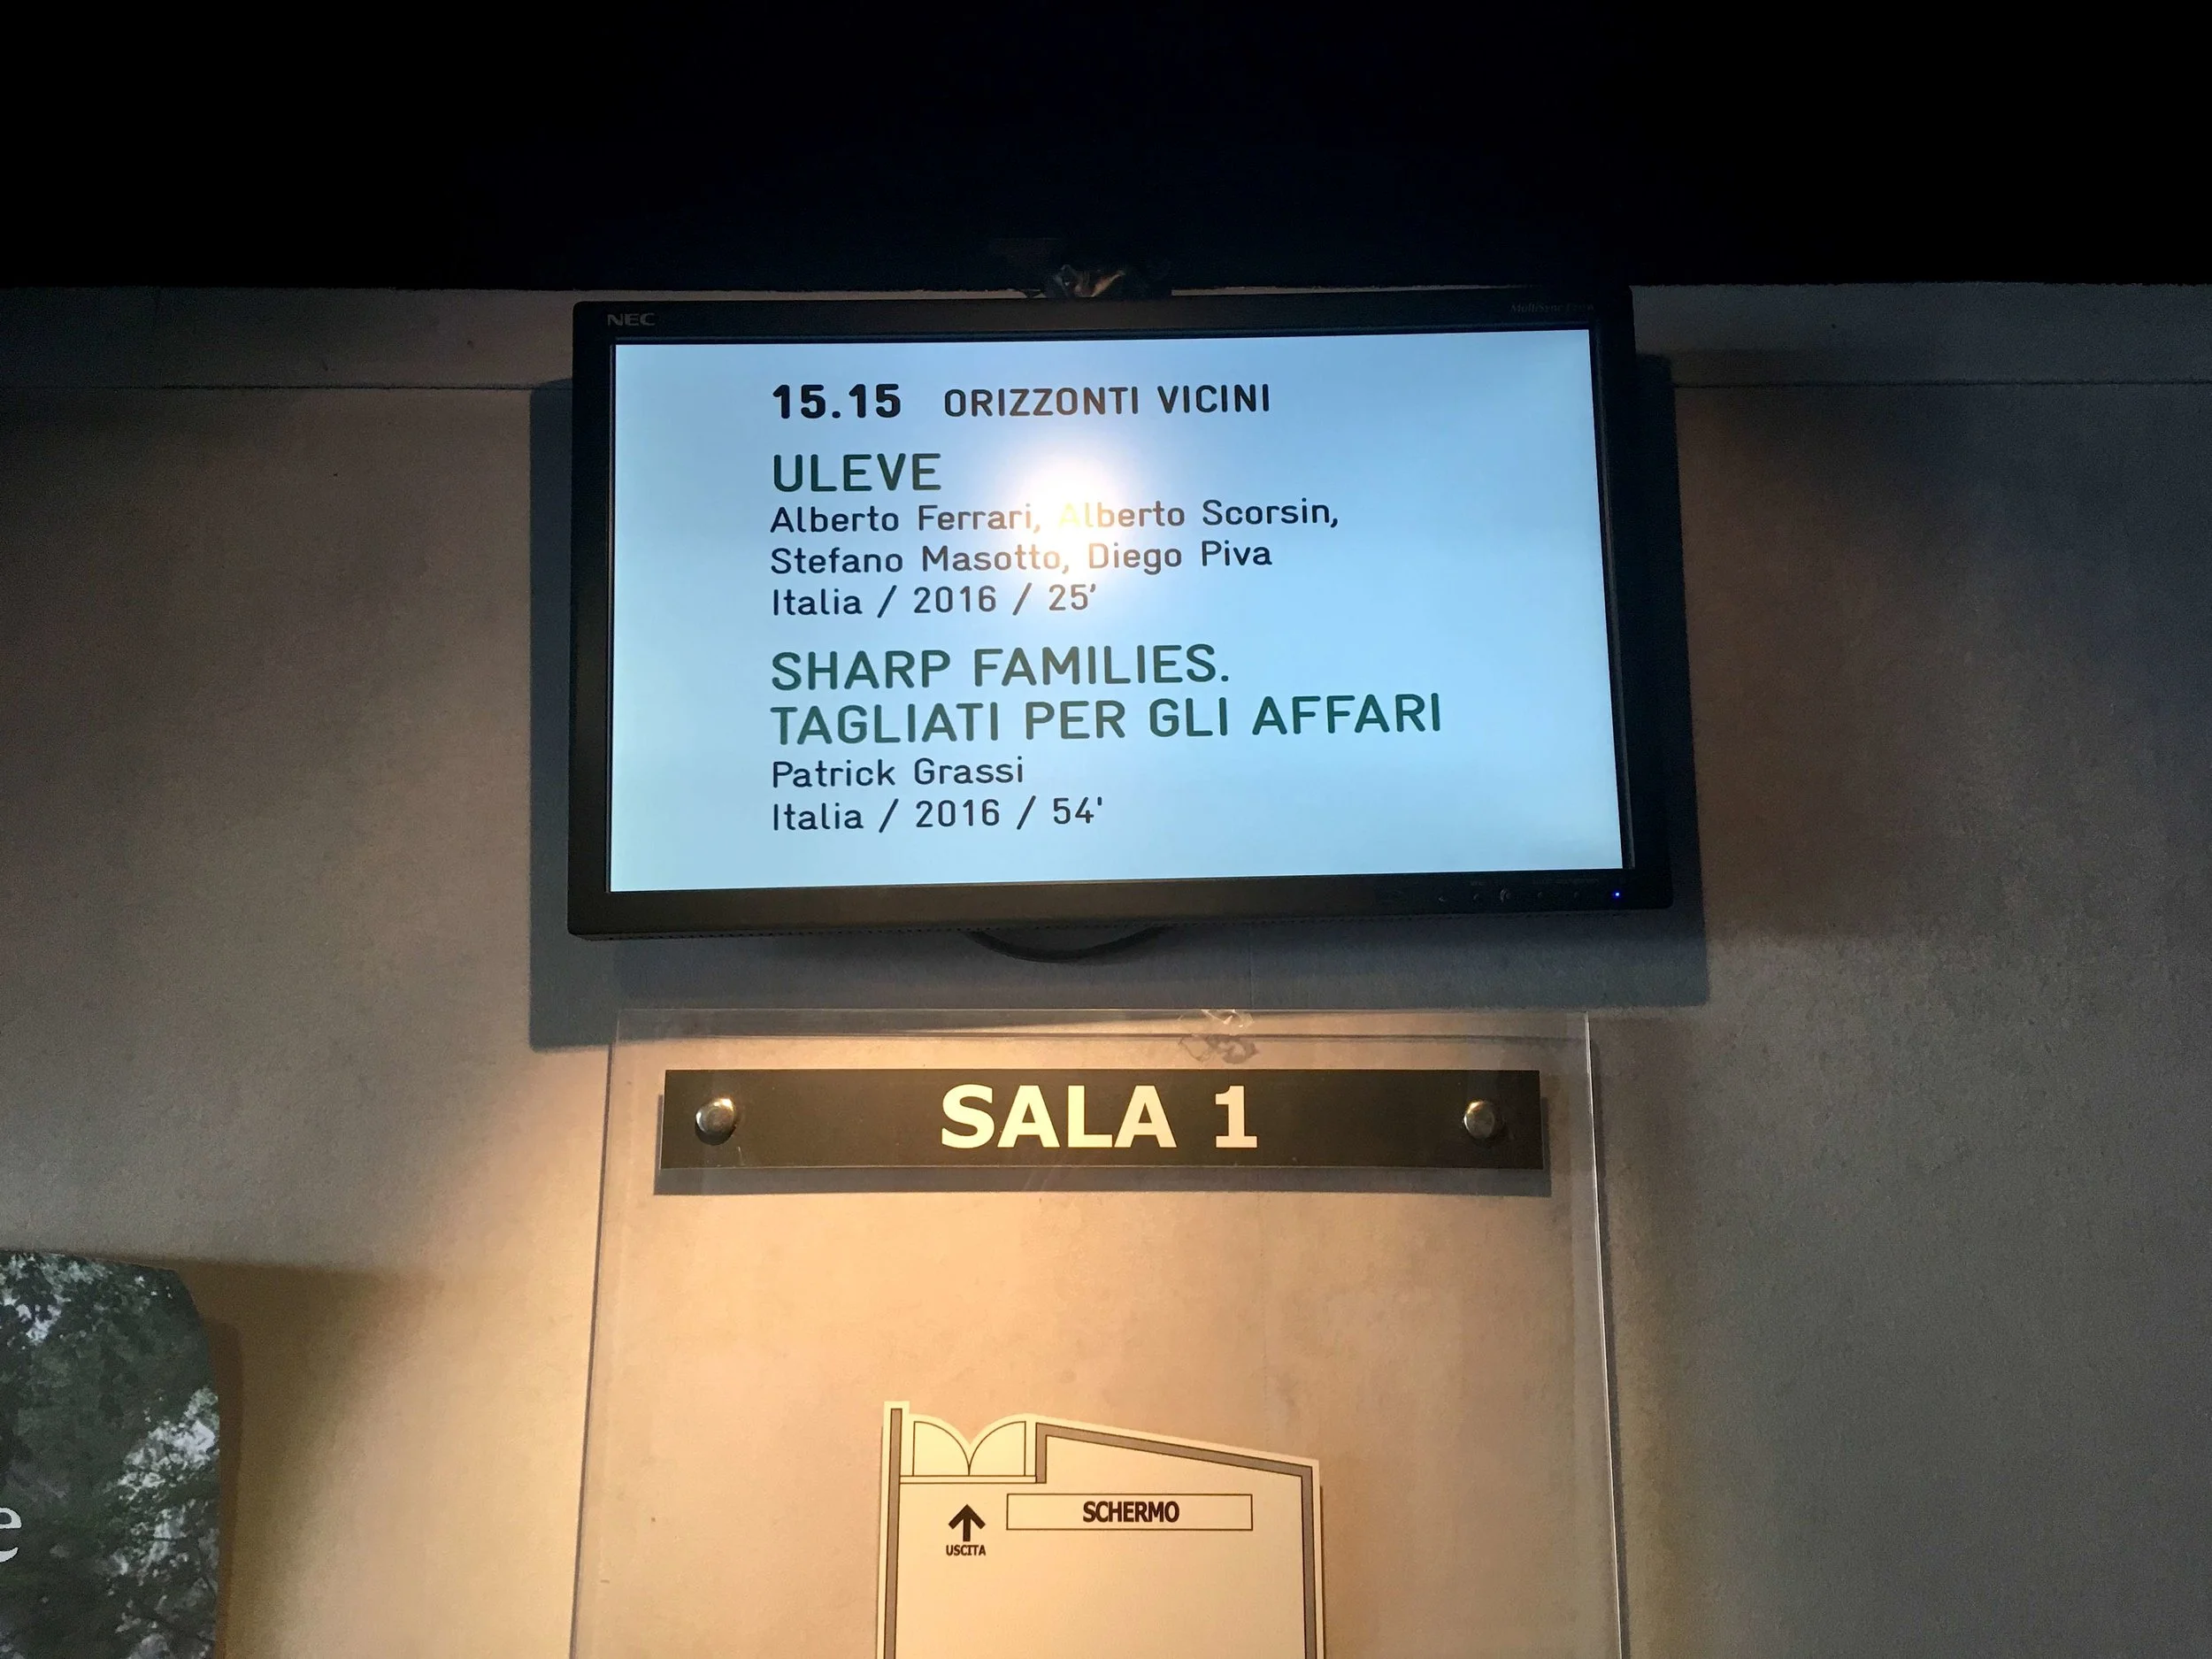 NEC
15.15 ORIZZONTI VICINI
ULEVE
Alberto Ferrari, Alberto Scorsin,
Stefano Masotto, Diego Piva
Italia / 2016 / 25’
SHARP FAMILIES.
TAGLIATI PER GLI AFFARI
Patrick Grassi
Italia / 2016 / 54'
SALA 1
SCHERMO
USCITA
e